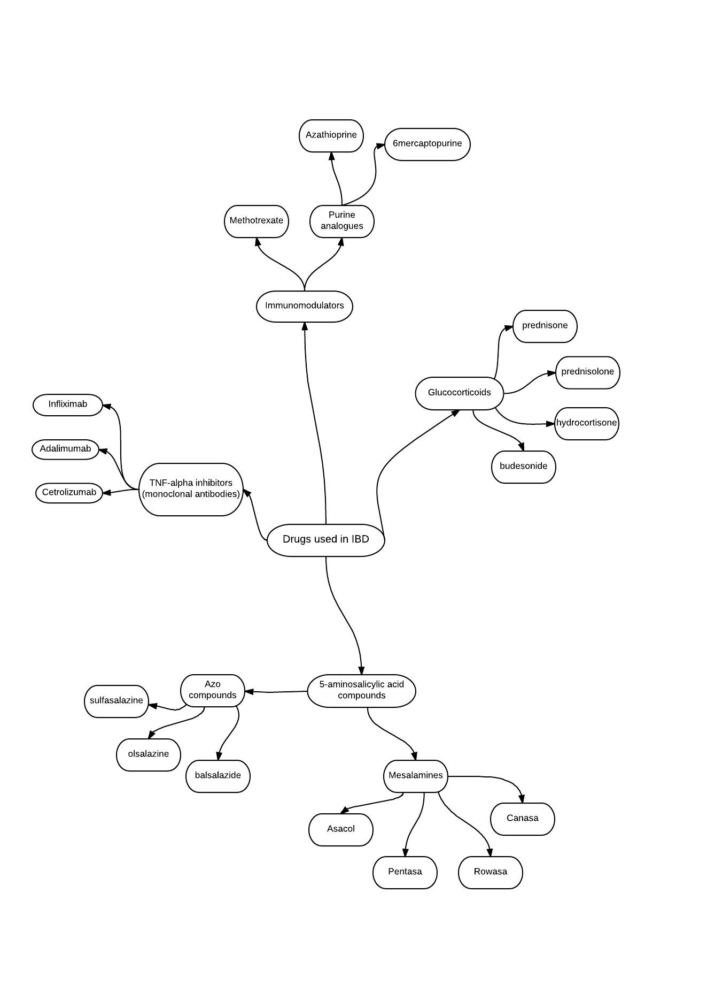 Azathioprine
6mercaptopurine
Methotrexate
Purine
analogues
Immunomodulators
prednisone
prednisolone
Glucocorticoids
hydrocortisone
budesonide
Infliximab
Adalimumab
Cetrolizumab
TNF-alpha inhibitors
(monoclonal antibodies)
Drugs used in IBD
5-aminosalicylic acid
compounds
Azo
compounds
sulfasalazine
olsalazine
balsalazide
Mesalamines
Asacol
Canasa
Pentasa
Rowasa